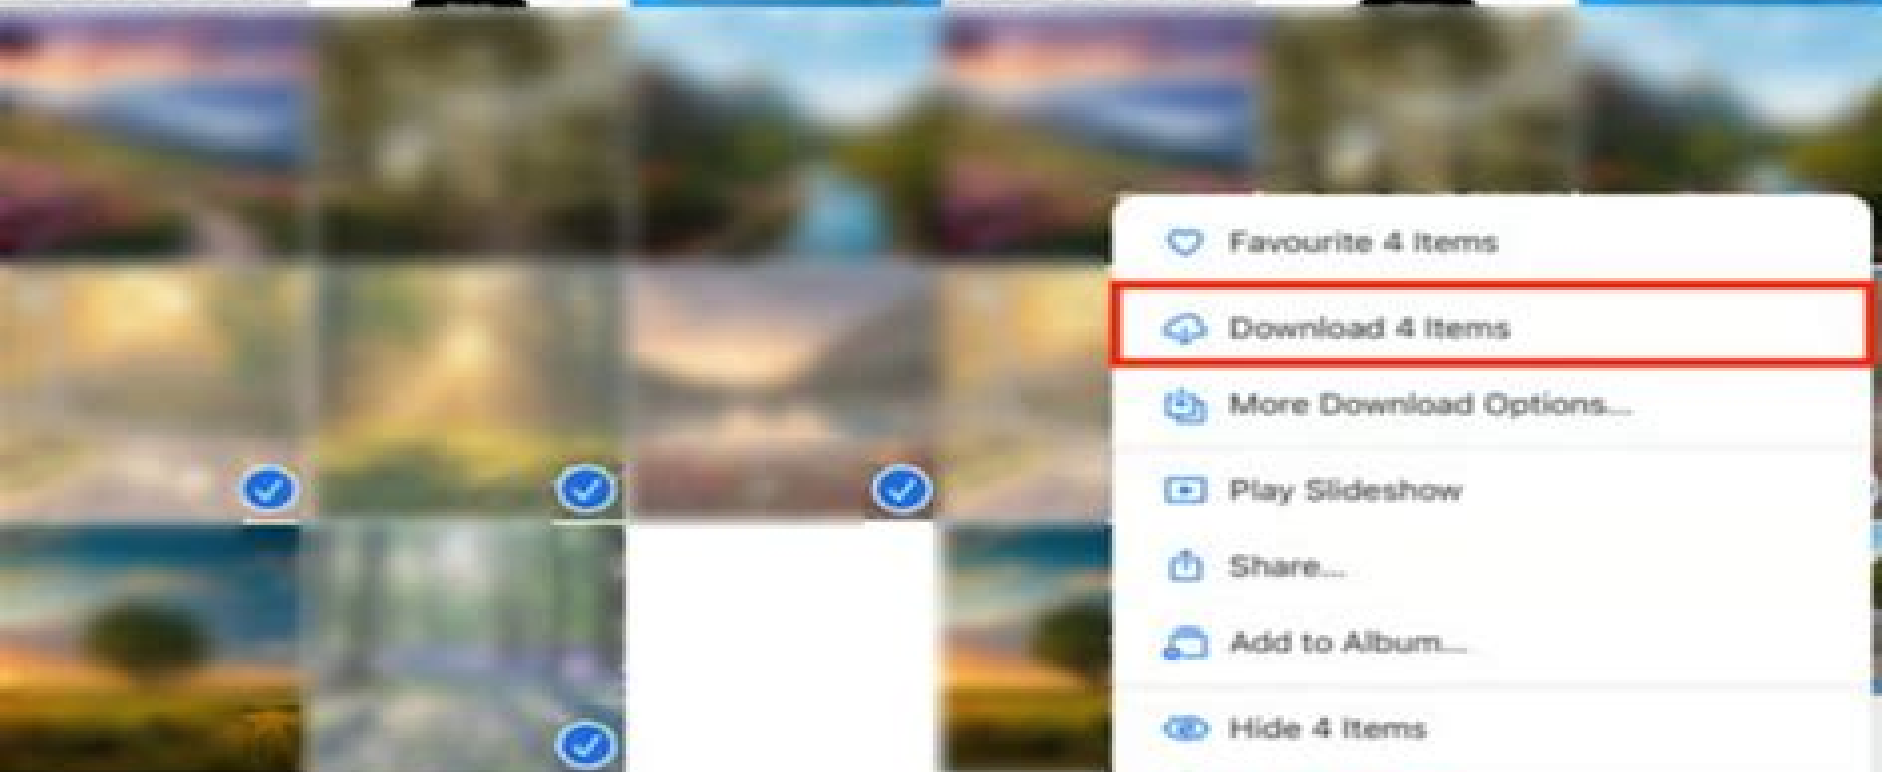 Favourite 4 Items
Download 4 Items
More Download Options...
Play Slideshow
Share...
Add to Album...
Hide 4 Items